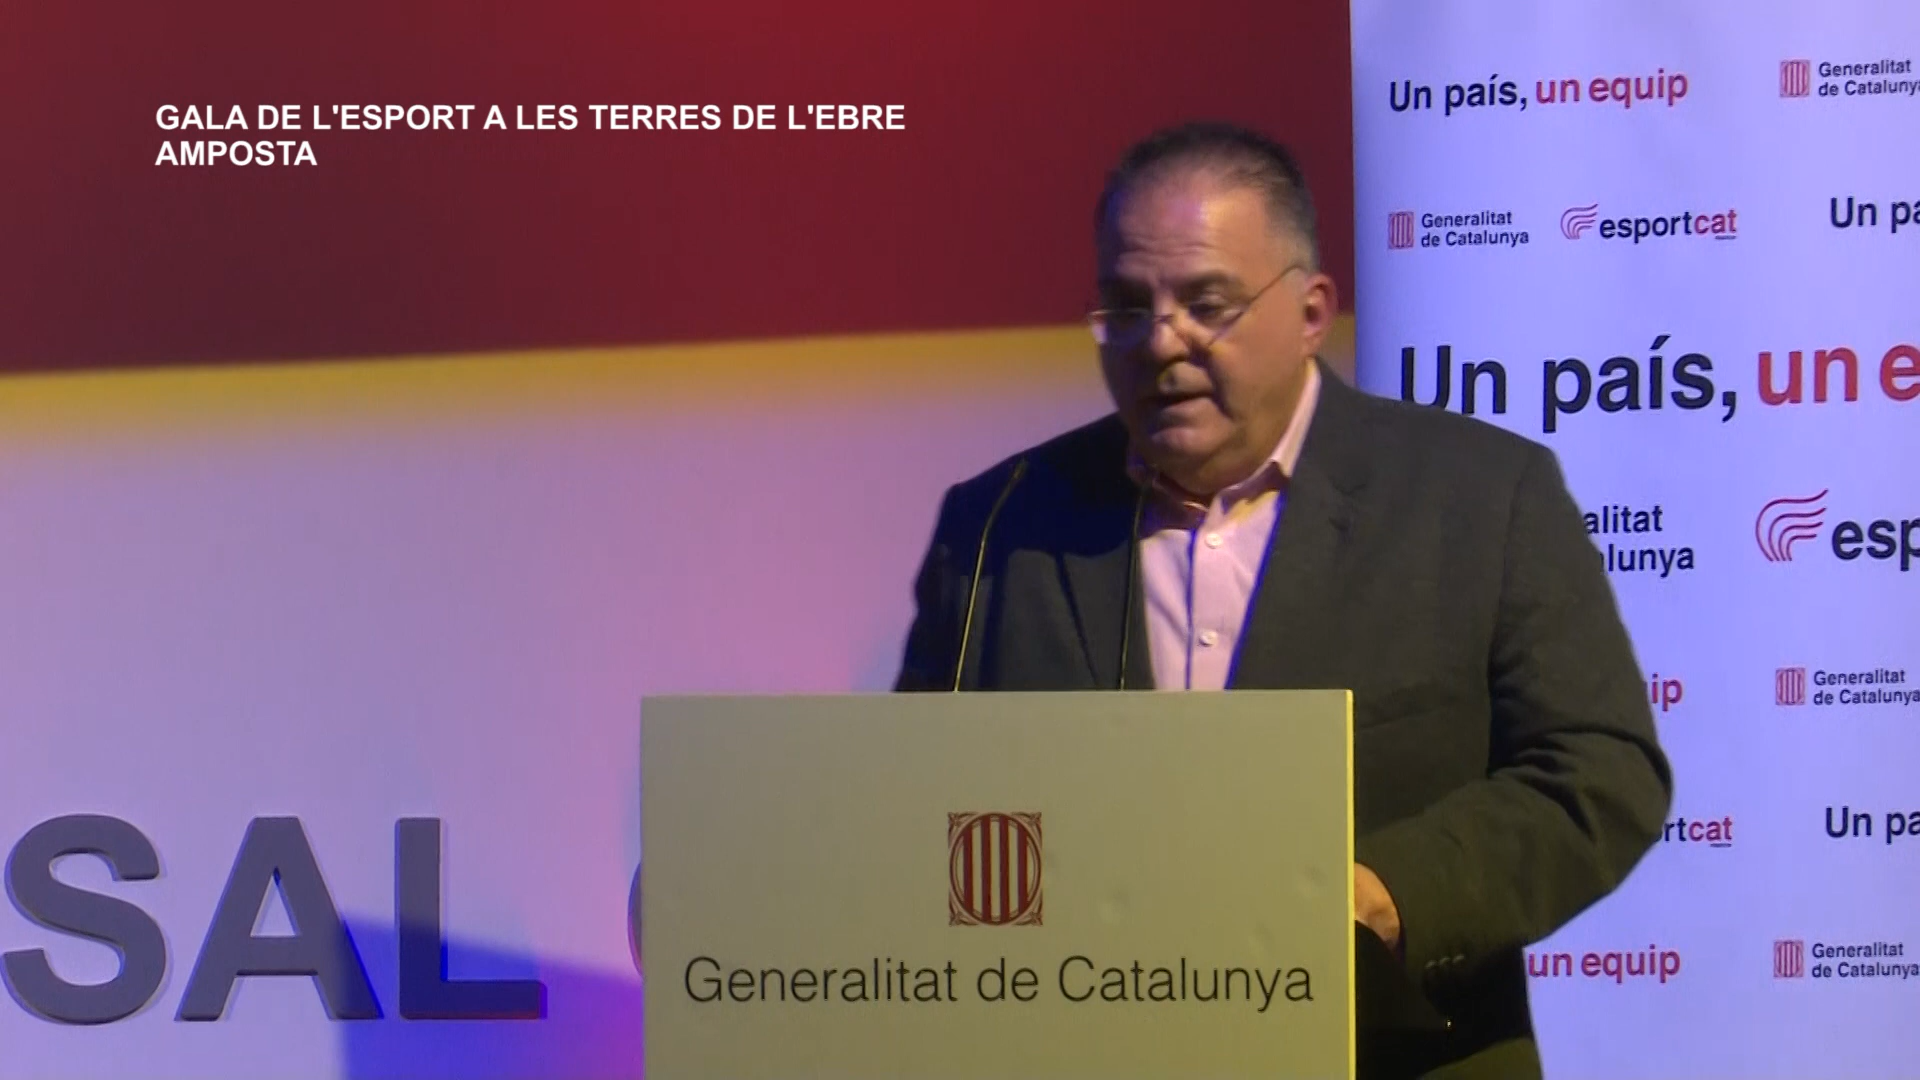 GALA DE L'ESPORT A LES TERRES DE L'EBRE
AMPOSTA
Un país, un equip
Generalitat
de Cataluny
Generalitat
de Catalunya
esportcat
Un pa
Un país, un e
alitat
lunya
esp
ip
Generalitat
de Catalunya
rtcat
Un pa
un equip
Generalitat
de Catalunya
SAL
Generalitat de Catalunya